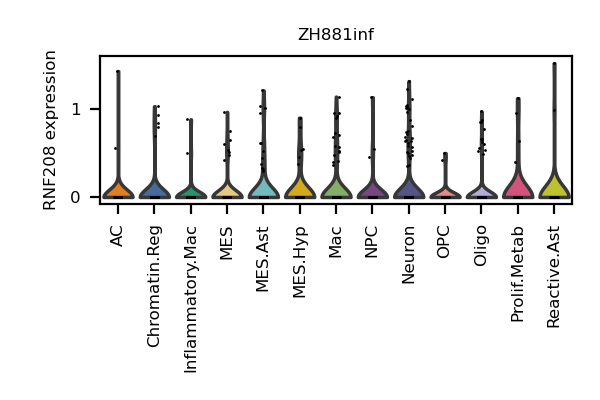 ZH881inf
RNF208 expression
1
0
AC
Chromatin.Reg
Inflammatory.Mac
MES
MES.Ast
MES.Hyp
Mac
NPC
Neuron
OPC
Oligo
Prolif.Metab
Reactive.Ast